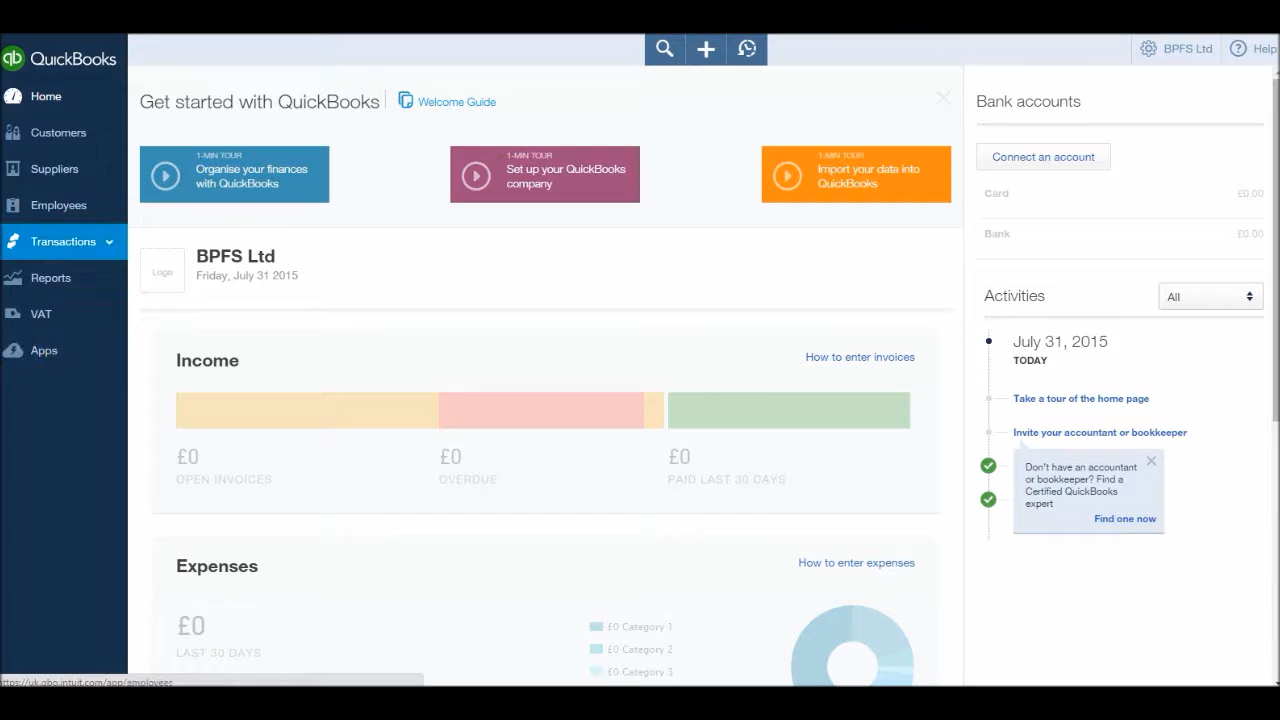 QuickBooks
Home
Customers
Suppliers
Employees
Transactions
Reports
VAT
Apps
BPFS Ltd
Help
Get started with QuickBooks
Welcome Guide
1-MIN TOUR
Organise your finances
with QuickBooks
1-MIN TOUR
Set up your QuickBooks
company
1-MIN TOUR
Import your data into
QuickBooks
Logo
BPFS Ltd
Friday, July 31 2015
Income
How to enter invoices
£0
OPEN INVOICES
£0
OVERDUE
£0
PAID LAST 30 DAYS
Expenses
How to enter expenses
£0
LAST 30 DAYS
£0 Category 1
£0 Category 2
£0 Category 3
Bank accounts
Connect an account
Card £0.00
Bank £0.00
Activities
All
July 31, 2015
TODAY
Take a tour of the home page
Invite your accountant or bookkeeper
Don't have an accountant
or bookkeeper? Find a
Certified QuickBooks
expert
Find one now
https://uk.qbo.intuit.com/app/employees